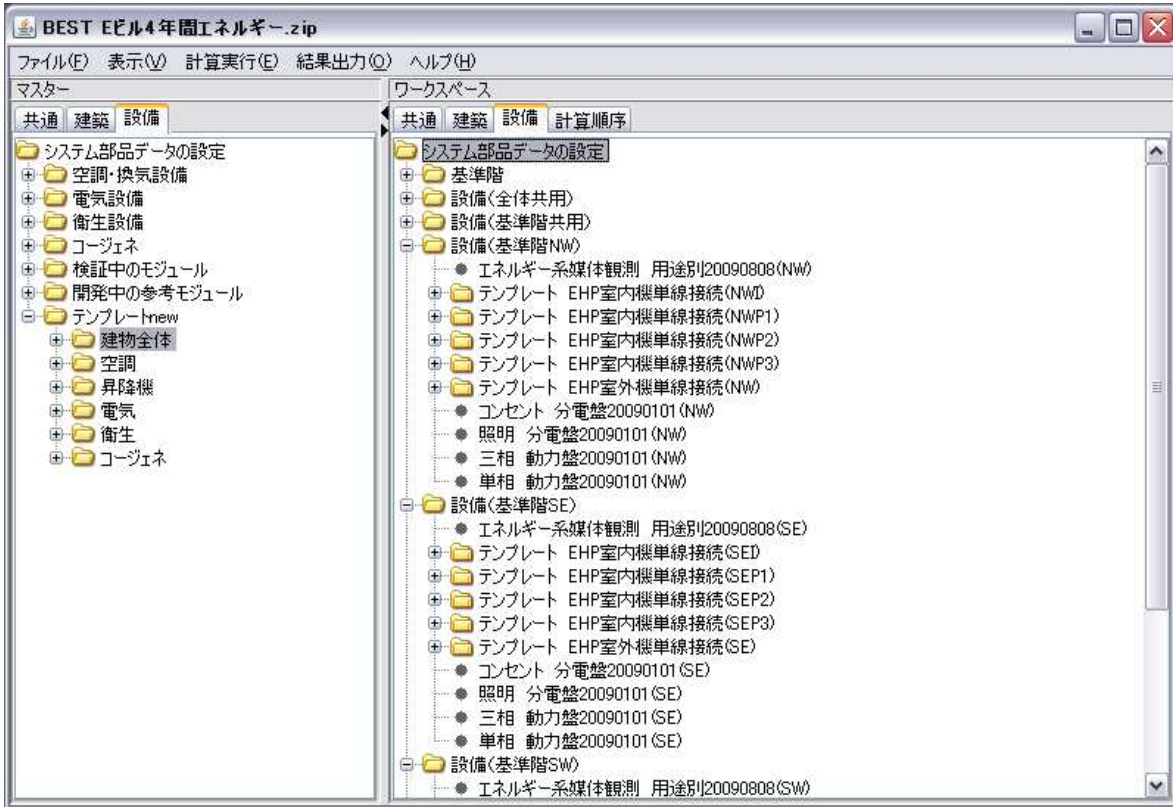 BEST Eビル4年間エネルギー.zip
ファイル(F) 表示(V) 計算実行(E) 結果出力(O) ヘルプ(H)
マスター
共通 建築 設備
システム部品データの設定
空調・換気設備
電気設備
衛生設備
コージェネ
検証中のモジュール
開発中の参考モジュール
テンプレートnew
建物全体
空調
昇降機
電気
衛生
コージェネ
ワークスペース
共通 建築 設備 計算順序
システム部品データの設定
基準階
設備(全体共用)
設備(基準階共用)
設備(基準階NW)
エネルギー系媒体観測 用途別20090808(NW)
テンプレート EHP室内機単線接続(NWI)
テンプレート EHP室内機単線接続(NWP1)
テンプレート EHP室内機単線接続(NWP2)
テンプレート EHP室内機単線接続(NWP3)
テンプレート EHP室外機単線接続(NW)
コンセント 分電盤20090101(NW)
照明 分電盤20090101(NW)
三相 動力盤20090101(NW)
単相 動力盤20090101(NW)
設備(基準階SE)
エネルギー系媒体観測 用途別20090808(SE)
テンプレート EHP室内機単線接続(SEI)
テンプレート EHP室内機単線接続(SEP1)
テンプレート EHP室内機単線接続(SEP2)
テンプレート EHP室内機単線接続(SEP3)
テンプレート EHP室外機単線接続(SE)
コンセント 分電盤20090101(SE)
照明 分電盤20090101(SE)
三相 動力盤20090101(SE)
単相 動力盤20090101(SE)
設備(基準階SW)
エネルギー系媒体観測 用途別20090808(SW)